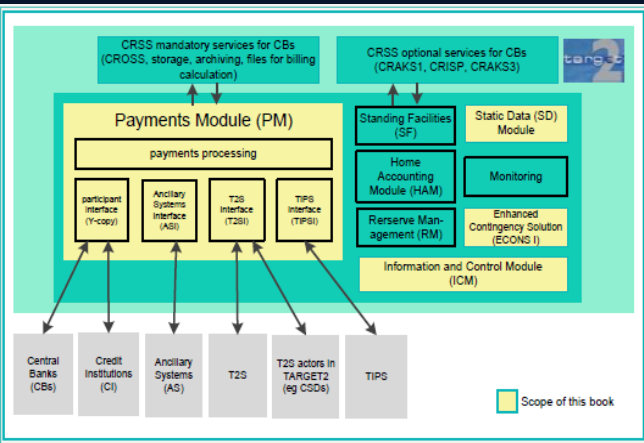 CRSS mandatory services for CBs
(CROSS, storage, archiving, files for billing
calculation)
CRSS optional services for CBs
(CRAKS1, CRISP, CRAKS3)
target
2
Payments Module (PM)
payments processing
participant
interface
(Y-copy)
Ancillary
Systems
Interface
(ASI)
T2S
Interface
(T2SI)
TIPS
Interface
(TIPSI)
Standing Facilities
(SF)
Static Data (SD)
Module
Home
Accounting
Module (HAM)
Monitoring
Rerserve Man-
agement (RM)
Enhanced
Contingency Solution
(ECONS I)
Information and Control Module
(ICM)
Central
Banks
(CBs)
Credit
Institutions
(CI)
Ancillary
Systems
(AS)
T2S
T2S actors in
TARGET2
(eg CSDs)
TIPS
Scope of this book